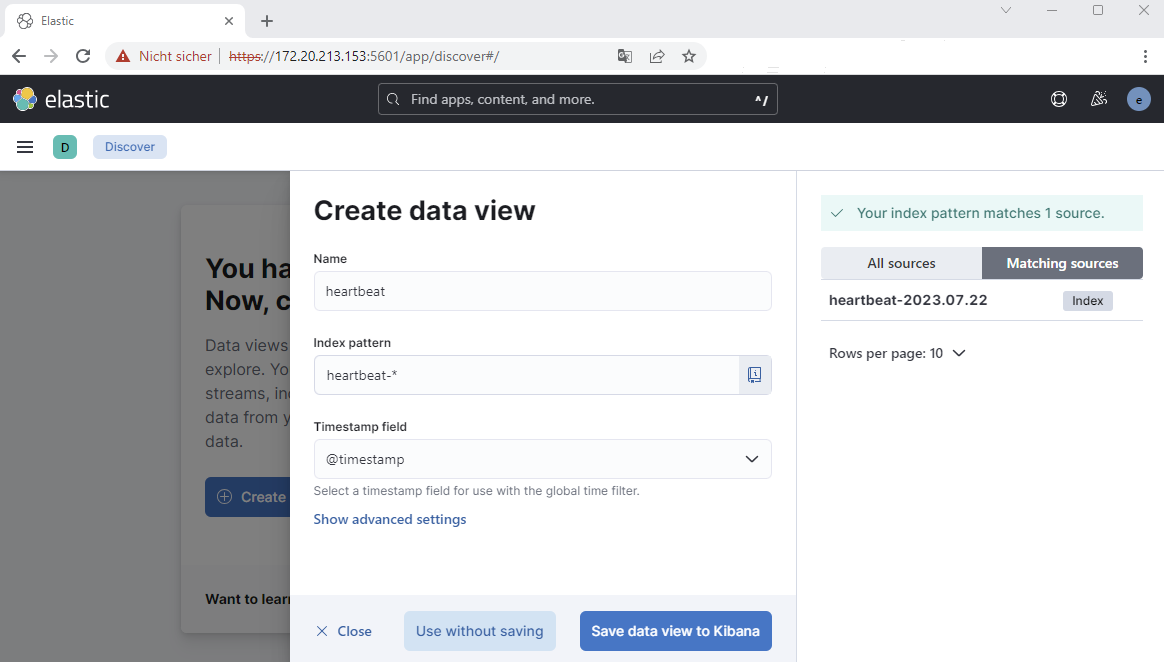 Elastic
Nicht sicher https://172.20.213.153:5601/app/discover#/
elastic
Find apps, content, and more. ^/
e
D Discover
You ha
Now, c
Data views
explore. Yo
streams, in
data from y
data.
Create
Want to learn
Create data view
Name
heartbeat
Index pattern
heartbeat-*
Timestamp field
@timestamp
Select a timestamp field for use with the global time filter.
Show advanced settings
Close Use without saving Save data view to Kibana
Your index pattern matches 1 source.
All sources Matching sources
heartbeat-2023.07.22 Index
Rows per page: 10